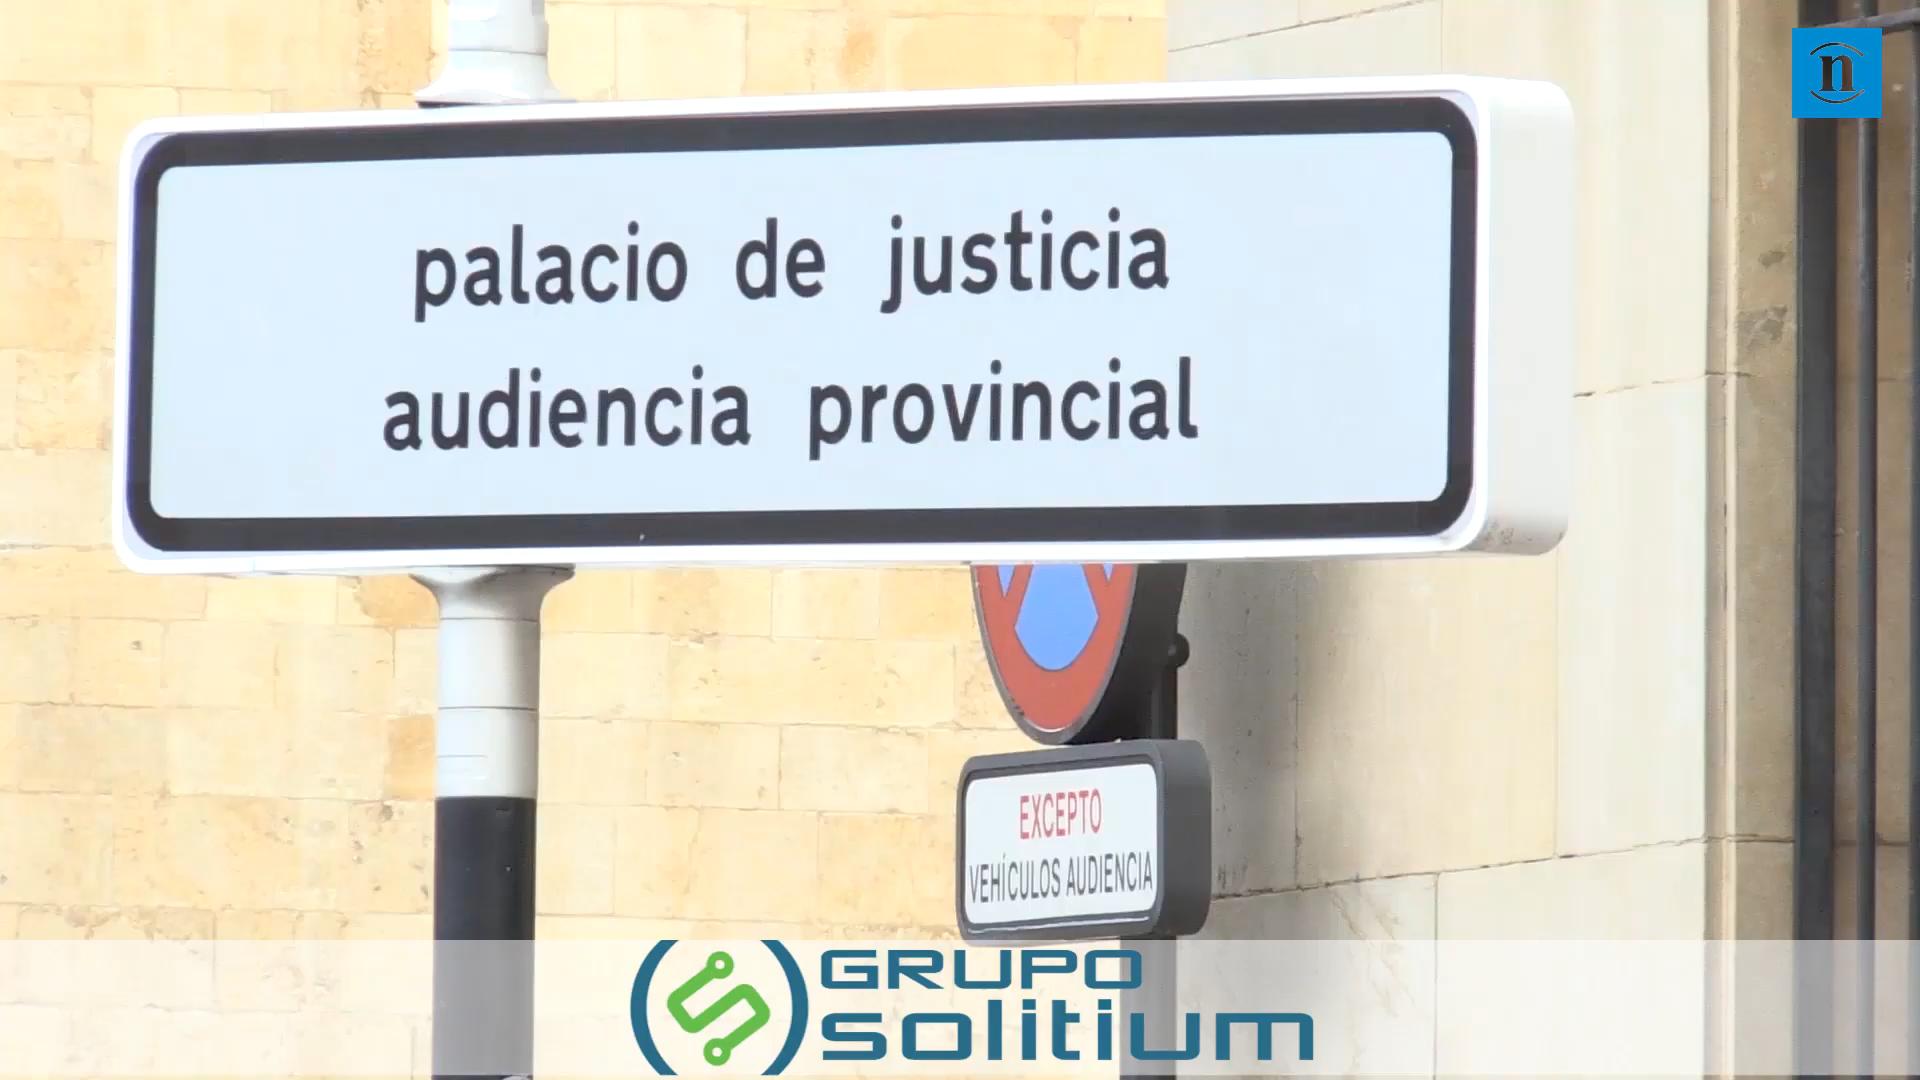 n
palacio de justicia
audiencia provincial
EXCEPTO
VEHÍCULOS AUDIENCIA
GRUPO
solitium